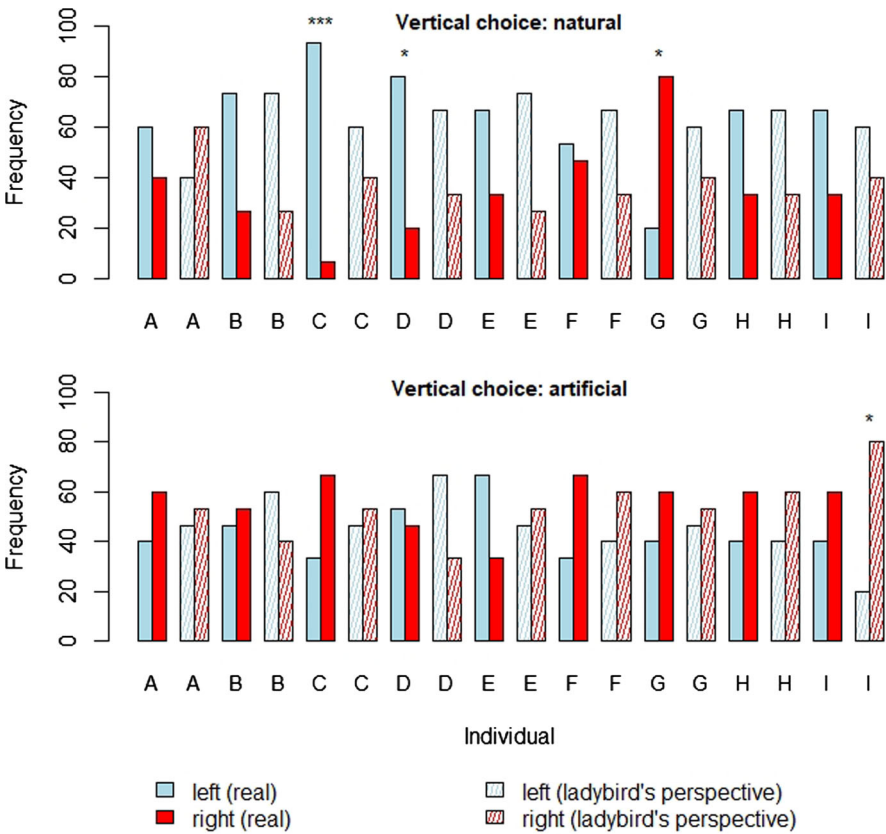 Vertical choice: natural
***
*
*
Frequency
100
80
60
40
20
0
A A B B C C D D E E F F G G H H I I
Vertical choice: artificial
*
Frequency
100
80
60
40
20
0
A A B B C C D D E E F F G G H H I I
Individual
left (real)
right (real)
left (ladybird's perspective)
right (ladybird's perspective)